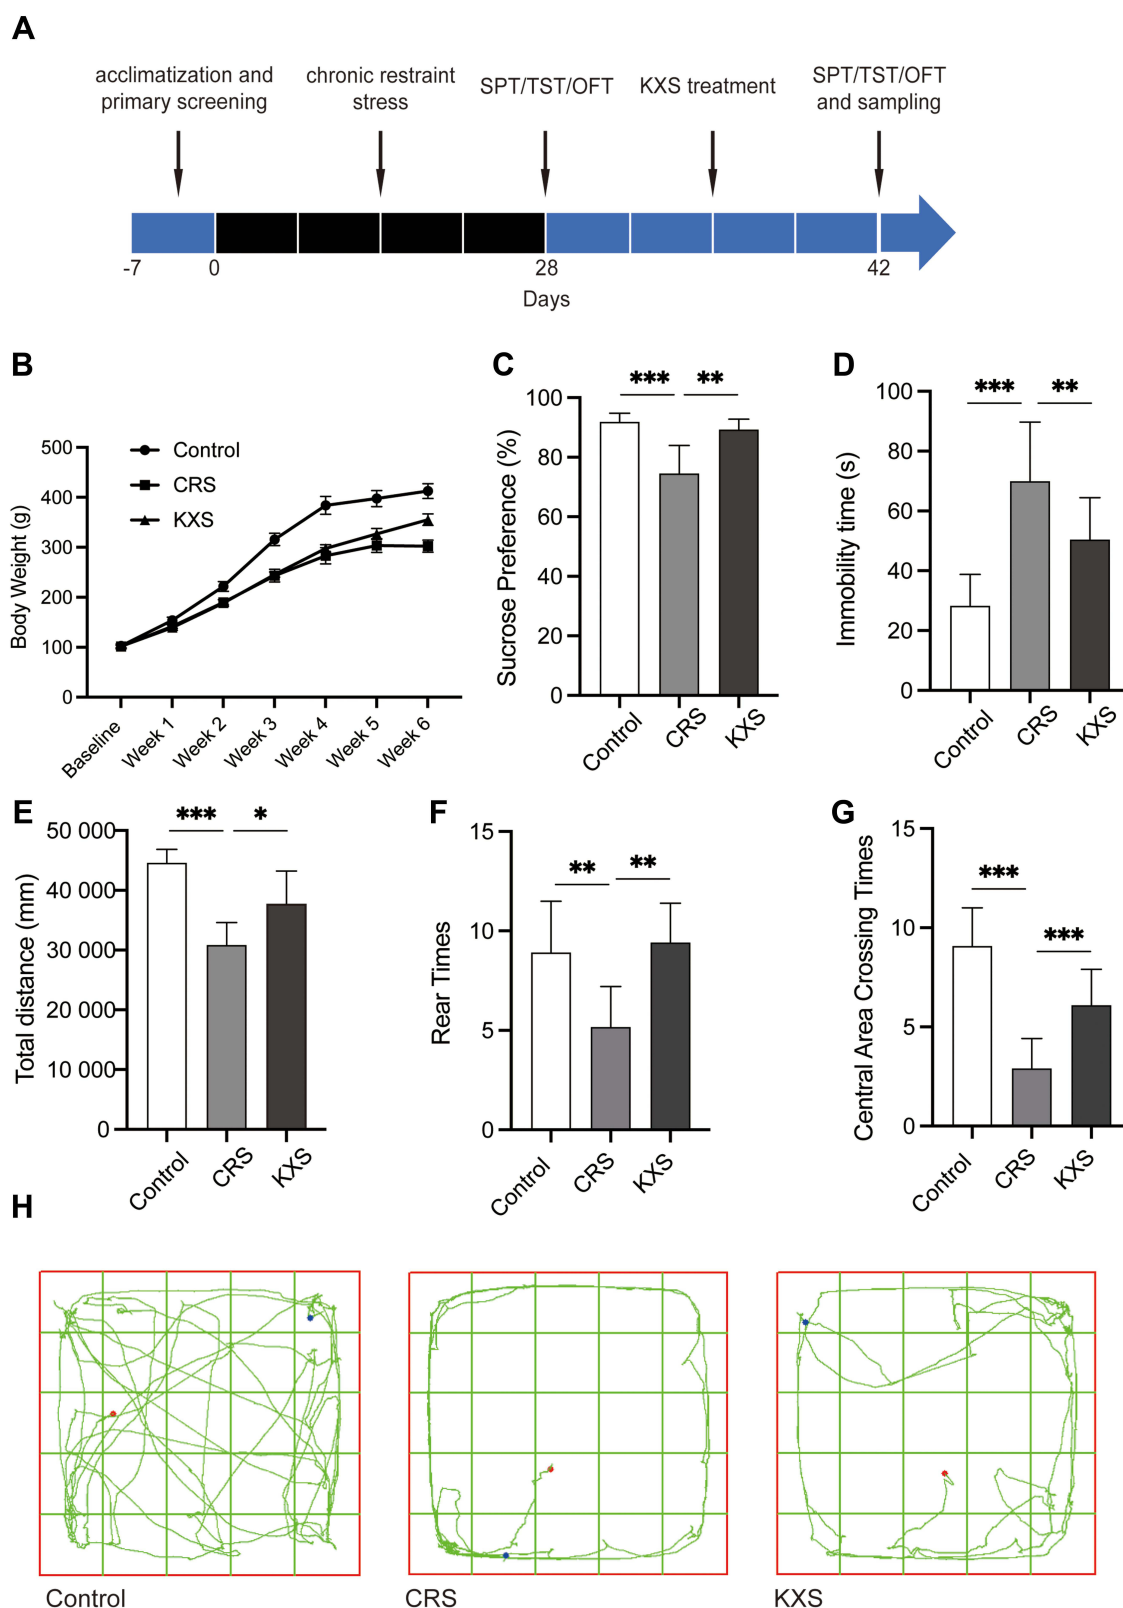 A
acclimatization and
primary screening
chronic restraint
stress
SPT/TST/OFT
KXS treatment
SPT/TST/OFT
and sampling
-7
0
28
42
Days
B
Body Weight (g)
500
400
300
200
100
0
Control
CRS
KXS
Baseline
Week 1
Week 2
Week 3
Week 4
Week 5
Week 6
C
Sucrose Preference (%)
100
80
60
40
20
0
***
**
Control
CRS
KXS
D
Immobility time (s)
100
80
60
40
20
0
***
**
Control
CRS
KXS
E
Total distance (mm)
50 000
40 000
30 000
20 000
10 000
0
***
*
Control
CRS
KXS
F
Rear Times
15
10
5
0
**
**
Control
CRS
KXS
G
Central Area Crossing Times
15
10
5
0
***
***
Control
CRS
KXS
H
Control
CRS
KXS